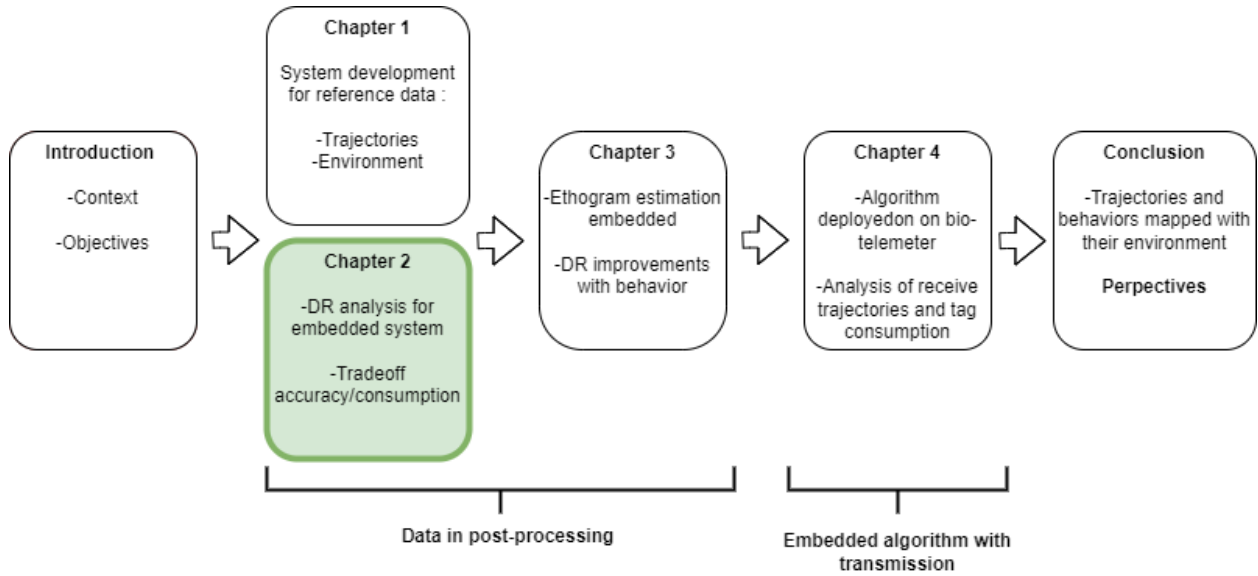 Introduction
-Context
-Objectives
Chapter 1
System development
for reference data :
-Trajectories
-Environment
Chapter 2
-DR analysis for
embedded system
-Tradeoff
accuracy/consumption
Chapter 3
-Ethogram estimation
embedded
-DR improvements
with behavior
Chapter 4
-Algorithm
deployedon on bio-
telemeter
-Analysis of receive
trajectories and tag
consumption
Conclusion
-Trajectories and
behaviors mapped with
their environment
Perpectives
Data in post-processing
Embedded algorithm with
transmission